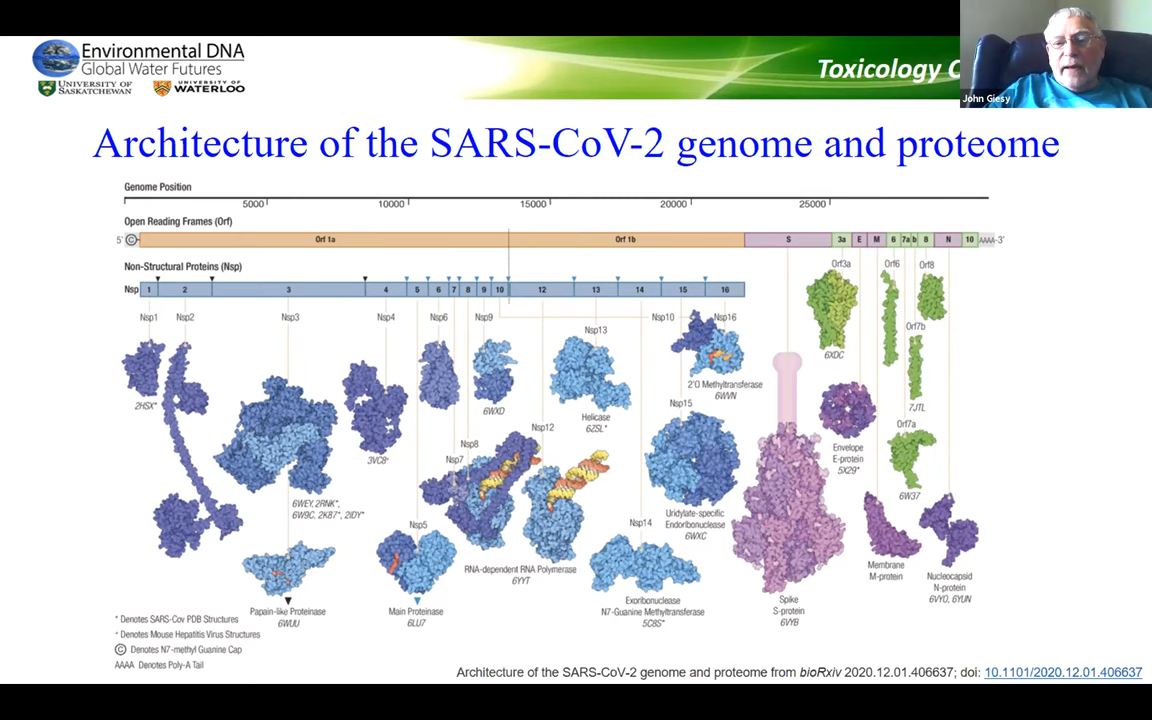 Environmental DNA
Global Water Futures
UNIVERSITY OF
SASKATCHEWAN
UNIVERSITY OF
WATERLOO
Toxicology
John Giesy
Architecture of the SARS-CoV-2 genome and proteome
Genome Position
5000 10000 15000 20000 25000
Open Reading Frames (Orf)
5' C Orf 1a Orf 1b S 3a E M 6 7a b 8 N 10 AAAA -3'
Non-Structural Proteins (Nsp)
Nsp 1 2 3 4 5 6 7 8 9 10 12 13 14 15 16
Orf3a Orf6 Orf8
Nsp1 Nsp2 Nsp3 Nsp4 Nsp6 Nsp9 Nsp10 Nsp16
Orf7b
Nsp13
6XDC
2'O Methyltransferase
6WVN
2HSX*
6WXD
Nsp15
7JTL
Helicase
6ZSL*
Orf7a
Nsp12
Nsp8
Nsp7
Envelope
E-protein
5X29*
3VC8
6W37
6WEY, 2RNK*,
6W9C, 2K87*, 2IDY*
Uridylate-specific
Endoribonuclease
6WXC
Nsp5
Nsp14
RNA-dependent RNA Polymerase
6YYT
Membrane
M-protein
Nucleocapsid
N-protein
6VYO, 6YUN
Papain-like Proteinase
6WUU
Main Proteinase
6LU7
Exoribonuclease
N7-Guanine Methyltransferase
5C8S*
Spike
S-protein
6VYB
* Denotes SARS-Cov PDB Structures
Denotes Mouse Hepatitis Virus Structures
C Denotes N7-methyl Guanine Cap
AAAA Denotes Poly-A Tail
Architecture of the SARS-CoV-2 genome and proteome from bioRxiv 2020.12.01.406637; doi: 10.1101/2020.12.01.406637